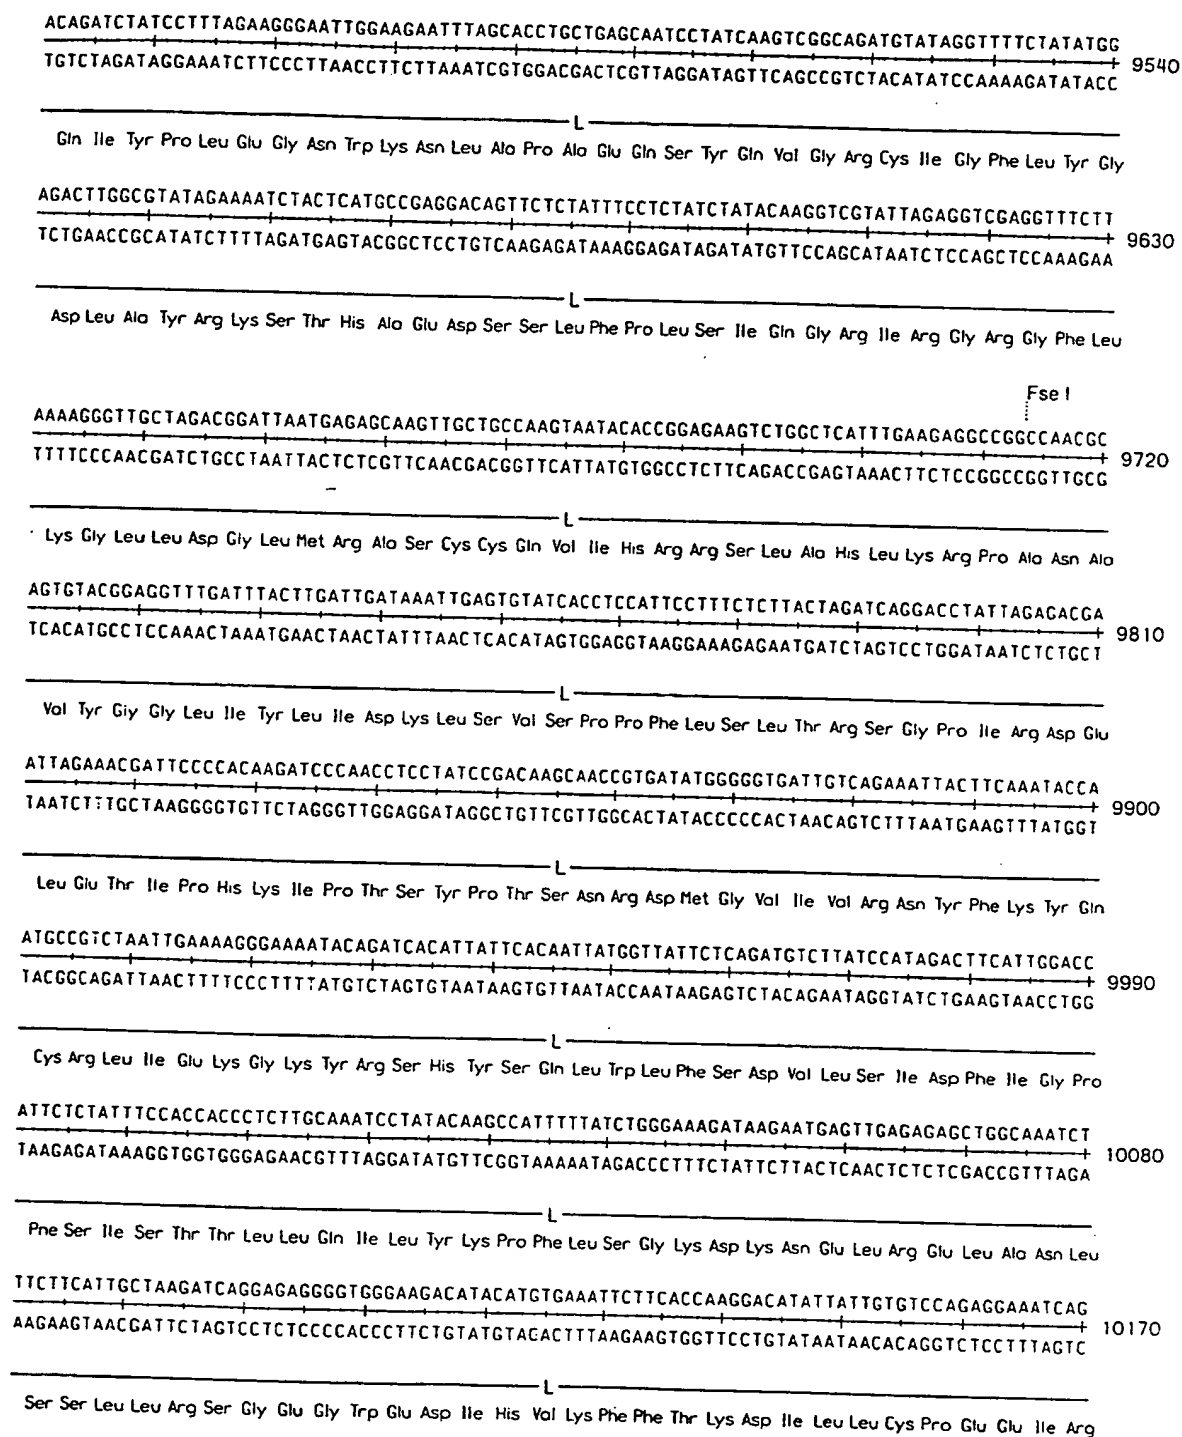 ACAGATCTATCCTTTAGAAGGGAATTGGAAGAATTTAGCACCTGCTGAGCAATCCTATCAAGTCGGCAGATGTATAGGTTTTCTATATGG
9540
TGTCTAGATAGGAAATCTTCCCTTAACCTTCTTAAATCGTGGACGACTCGTTAGGATAGTTCAGCCGTCTACATATCCAAAAGATATACC
L
Gln Ile Tyr Pro Leu Glu Gly Asn Trp Lys Asn Leu Ala Pro Ala Glu Gln Ser Tyr Gln Val Gly Arg Cys Ile Gly Phe Leu Tyr Gly
AGACTTGGCGTATAGAAAATCTACTCATGCCGAGGACAGTTCTCTATTTCCTCTATCTATACAAGGTCGTATTAGAGGTCGAGGTTTCTT
9630
TCTGAACCGCATATCTTTTAGATGAGTACGGCTCCTGTCAAGAGATAAAGGAGATAGATATGTTCCAGCATAATCTCCAGCTCCAAAGAA
L
Asp Leu Ala Tyr Arg Lys Ser Thr His Ala Glu Asp Ser Ser Leu Phe Pro Leu Ser Ile Gln Gly Arg Ile Arg Gly Arg Gly Phe Leu
Fse I
AAAAGGGTTGCTAGACGGATTAATGAGAGCAAGTTGCTGCCAAGTAATACACCGGAGAAGTCTGGCTCATTTGAAGAGGCCGGCCAACGC
9720
TTTTCCCAACGATCTGCCTAATTACTCTCGTTCAACGACGGTTCATTATGTGGCCTCTTCAGACCGAGTAAACTTCTCCGGCCGGTTGCG
L
Lys Gly Leu Leu Asp Gly Leu Met Arg Ala Ser Cys Cys Gln Val Ile His Arg Arg Ser Leu Ala His Leu Lys Arg Pro Ala Asn Ala
AGTGTACGGAGGTTTGATTTACTTGATTGATAAATTGAGTGTATCACCTCCATTCCTTTCTCTTACTAGATCAGGACCTATTAGAGACGA
9810
TCACATGCCTCCAAACTAAATGAACTAACTATTTAACTCACATAGTGGAGGTAAGGAAAGAGAATGATCTAGTCCTGGATAATCTCTGCT
L
Val Tyr Gly Gly Leu Ile Tyr Leu Ile Asp Lys Leu Ser Val Ser Pro Pro Phe Leu Ser Leu Thr Arg Ser Gly Pro Ile Arg Asp Glu
ATTAGAAACGATTCCCCACAAGATCCCAACCTCCTATCCGACAAGCAACCGTGATATGGGGGTGATTGTCAGAAATTACTTCAAATACCA
9900
TAATCTTTGCTAAGGGGTGTTCTAGGGTTGGAGGATAGGCTGTTCGTTGGCACTATACCCCCACTAACAGTCTTTAATGAAGTTTATGGT
L
Leu Glu Thr Ile Pro His Lys Ile Pro Thr Ser Tyr Pro Thr Ser Asn Arg Asp Met Gly Val Ile Val Arg Asn Tyr Phe Lys Tyr Gln
ATGCCGTCTAATTGAAAAGGGAAAATACAGATCACATTATTCACAATTATGGTTATTCTCAGATGTCTTATCCATAGACTTCATTGGACC
9990
TACGGCAGATTAACTTTTCCCTTTTATGTCTAGTGTAATAAGTGTTAATACCAATAAGAGTCTACAGAATAGGTATCTGAAGTAACCTGG
L
Cys Arg Leu Ile Glu Lys Gly Lys Tyr Arg Ser His Tyr Ser Gln Leu Trp Leu Phe Ser Asp Val Leu Ser Ile Asp Phe Ile Gly Pro
ATTCTCTATTTCCACCACCCTCTTGCAAATCCTATACAAGCCATTTTTATCTGGGAAAGATAAGAATGAGTTGAGAGAGCTGGCAAATCT
10080
TAAGAGATAAAGGTGGTGGGAGAACGTTTAGGATATGTTCGGTAAAAATAGACCCTTTCTATTCTTACTCAACTCTCTCGACCGTTTAGA
L
Phe Ser Ile Ser Thr Thr Leu Leu Gln Ile Leu Tyr Lys Pro Phe Leu Ser Gly Lys Asp Lys Asn Glu Leu Arg Glu Leu Ala Asn Leu
TTCTTCATTGCTAAGATCAGGAGAGGGGTGGGAAGACATACATGTGAAATTCTTCACCAAGGACATATTATTGTGTCCAGAGGAAATCAG
10170
AAGAAGTAACGATTCTAGTCCTCTCCCCACCCTTCTGTATGTACACTTTAAGAAGTGGTTCCTGTATAATAACACAGGTCTCCTTTAGTC
L
Ser Ser Leu Leu Arg Ser Gly Glu Gly Trp Glu Asp Ile His Val Lys Phe Phe Thr Lys Asp Ile Leu Leu Cys Pro Glu Glu Ile Arg